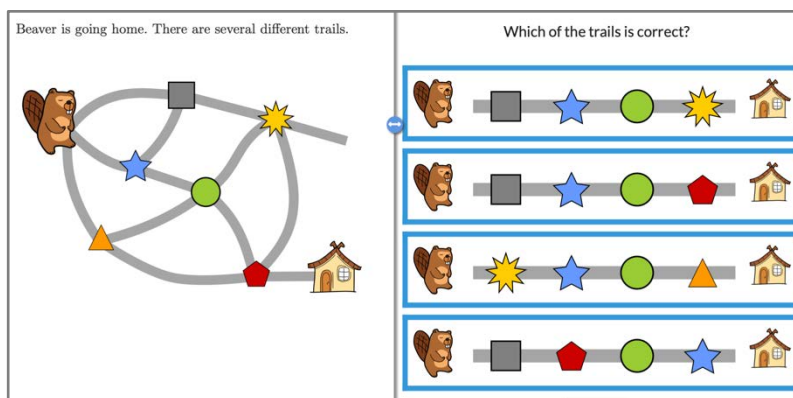 Beaver is going home. There are several different trails.
Which of the trails is correct?